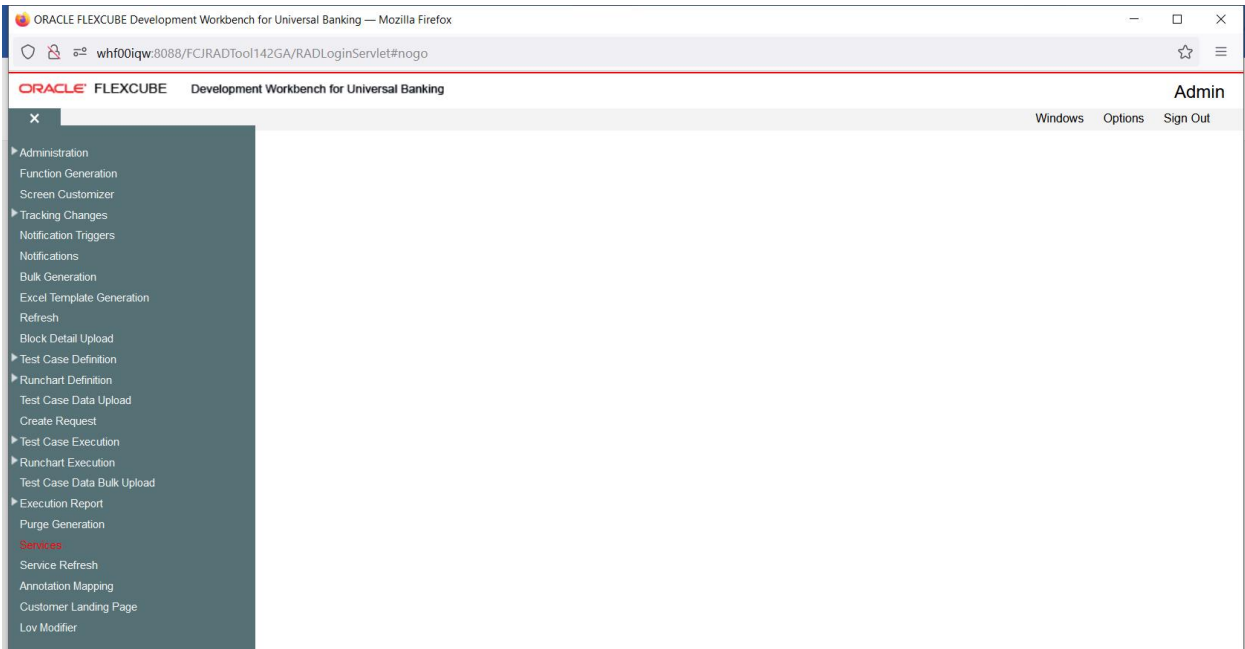 ORACLE FLEXCUBE Development Workbench for Universal Banking — Mozilla Firefox
whf00iqw:8088/FCJRADTool142GA/RADLoginServlet#nogo
ORACLE FLEXCUBE Development Workbench for Universal Banking Admin
Windows Options Sign Out
Administration
Function Generation
Screen Customizer
Tracking Changes
Notification Triggers
Notifications
Bulk Generation
Excel Template Generation
Refresh
Block Detail Upload
Test Case Definition
Runchart Definition
Test Case Data Upload
Create Request
Test Case Execution
Runchart Execution
Test Case Data Bulk Upload
Execution Report
Purge Generation
Services
Service Refresh
Annotation Mapping
Customer Landing Page
Lov Modifier